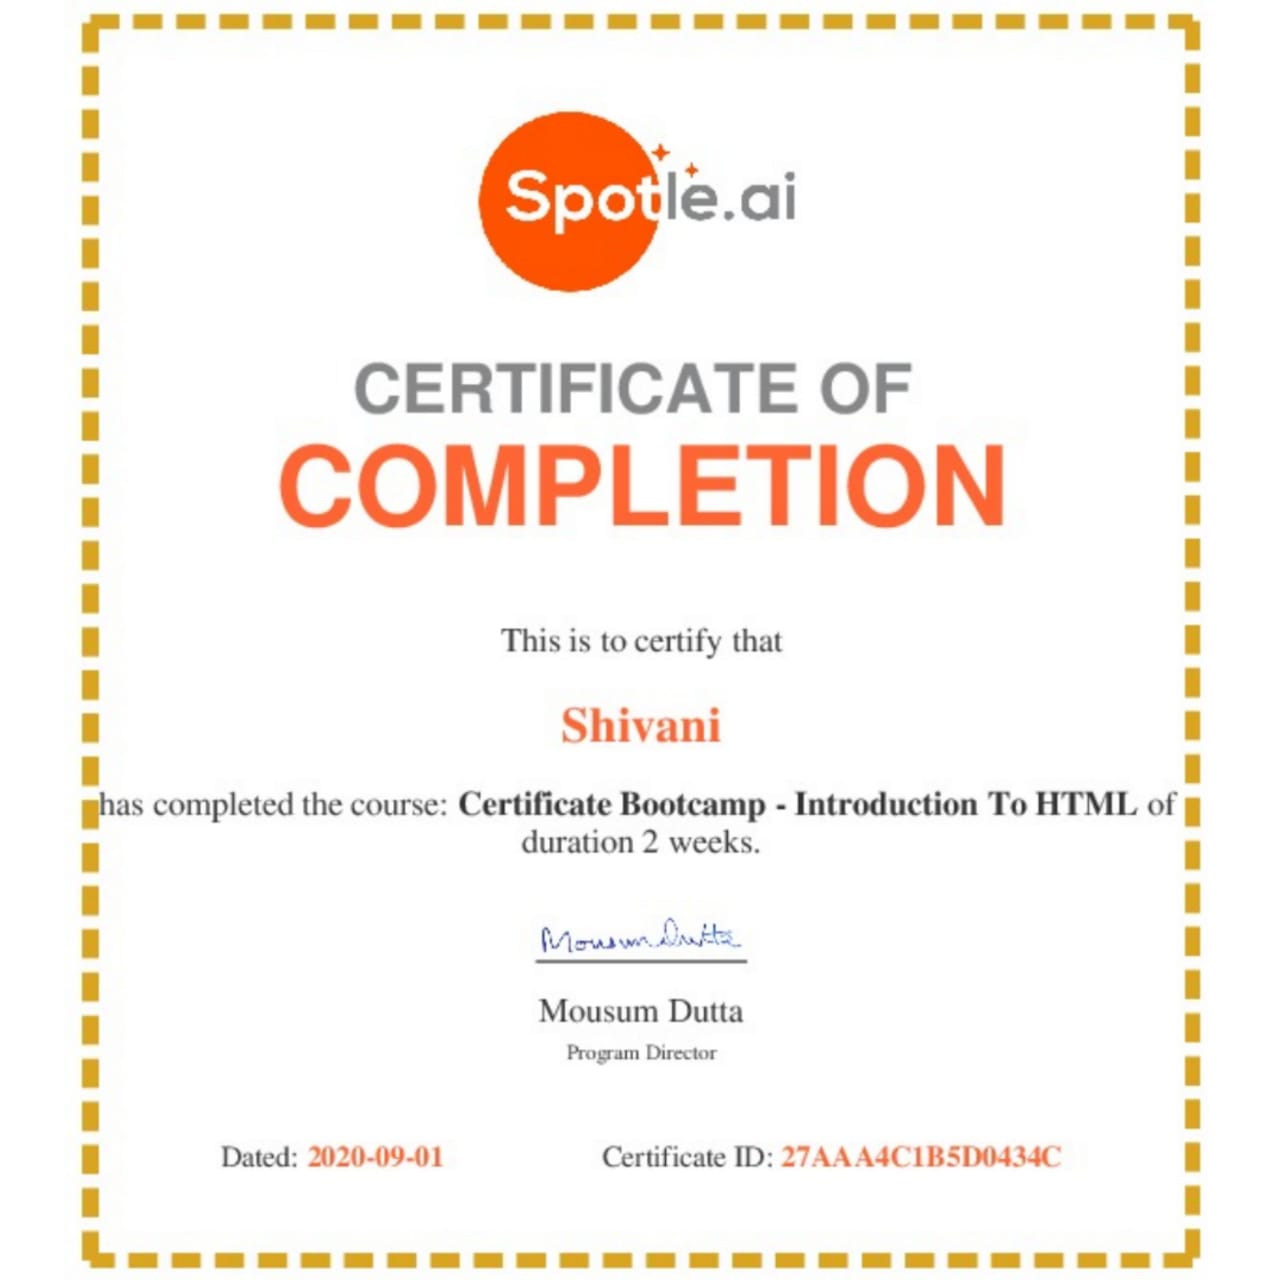 Spotle.ai
CERTIFICATE OF
COMPLETION
This is to certify that
Shivani
has completed the course: Certificate Bootcamp - Introduction To HTML of
duration 2 weeks.
Mousum Dutta
Mousum Dutta
Program Director
Dated: 2020-09-01 Certificate ID: 27AAA4C1B5D0434C